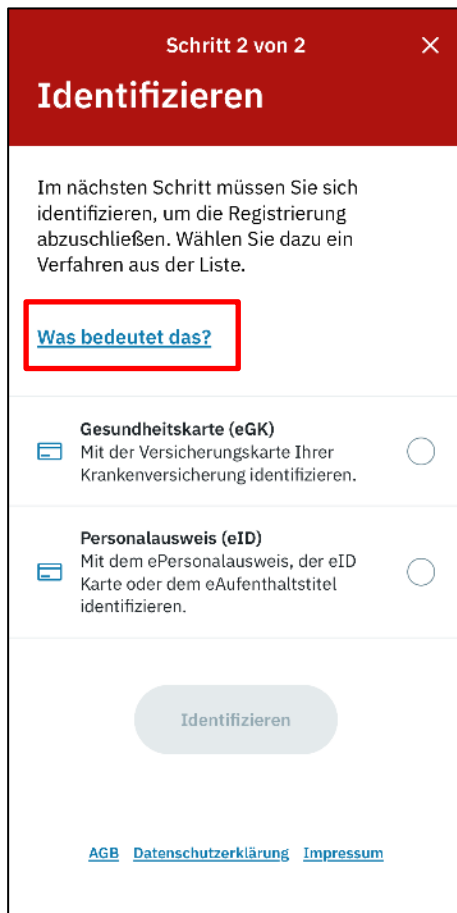 Schritt 2 von 2
Identifizieren
Im nächsten Schritt müssen Sie sich
identifizieren, um die Registrierung
abzuschließen. Wählen Sie dazu ein
Verfahren aus der Liste.
Was bedeutet das?
Gesundheitskarte (eGK)
Mit der Versicherungskarte Ihrer
Krankenversicherung identifizieren.
Personalausweis (eID)
Mit dem ePersonalausweis, der eID
Karte oder dem eAufenthaltstitel
identifizieren.
Identifizieren
AGB Datenschutzerklärung Impressum